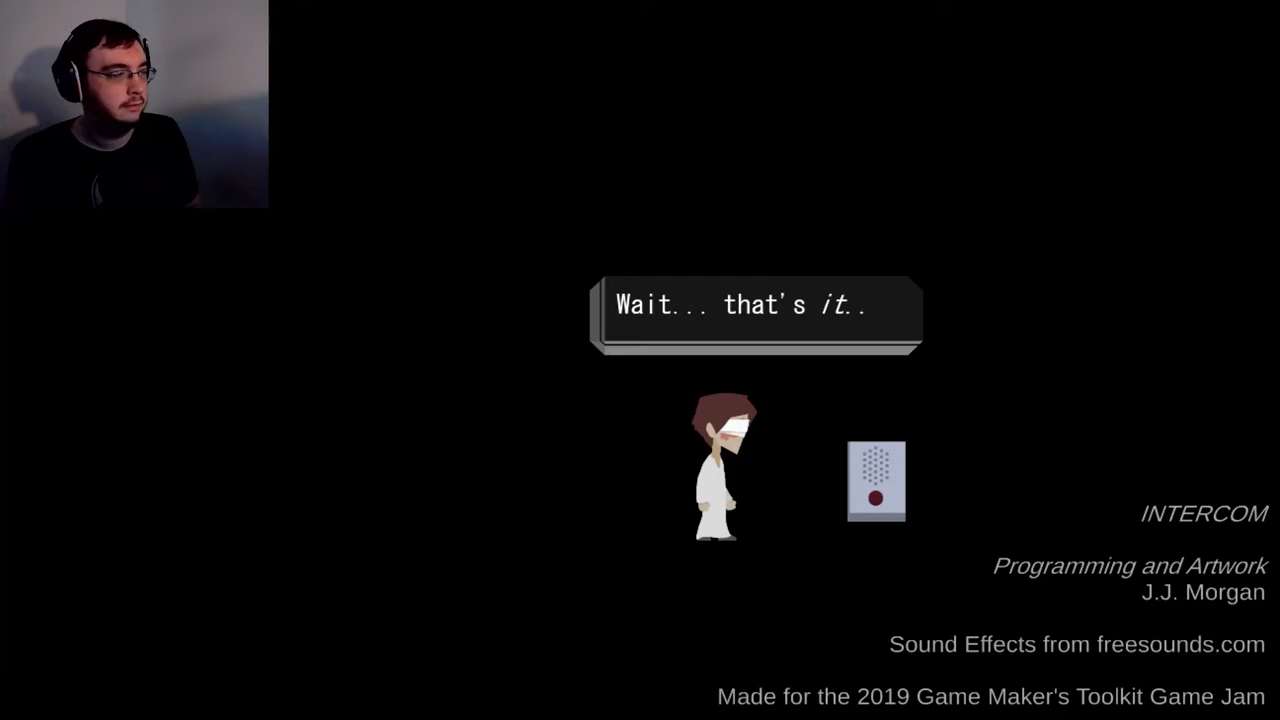 Wait... that's it..
INTERCOM
Programming and Artwork
J.J. Morgan
Sound Effects from freesounds.com
Made for the 2019 Game Maker's Toolkit Game Jam